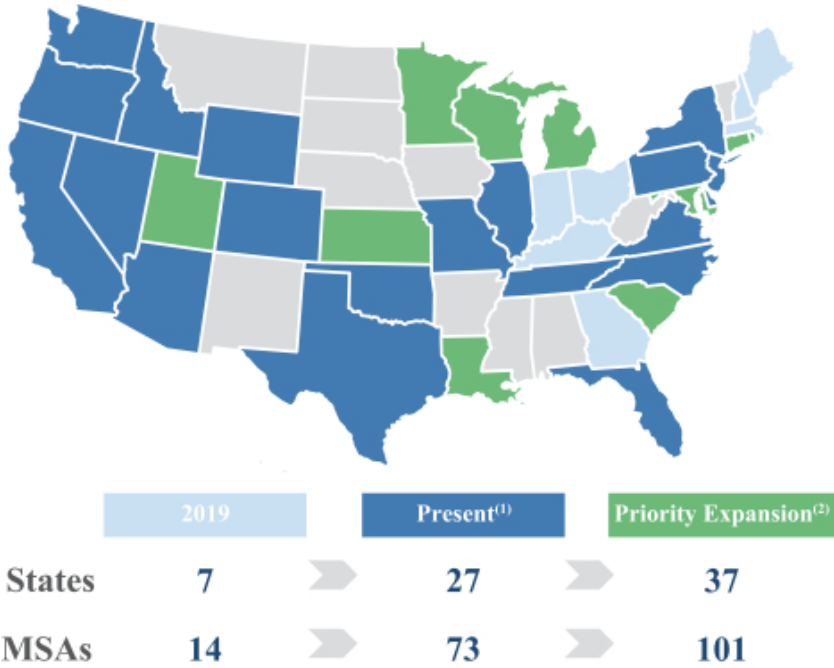 2019 Present(1) Priority Expansion(2)
States 7 27 37
MSAs 14 73 101